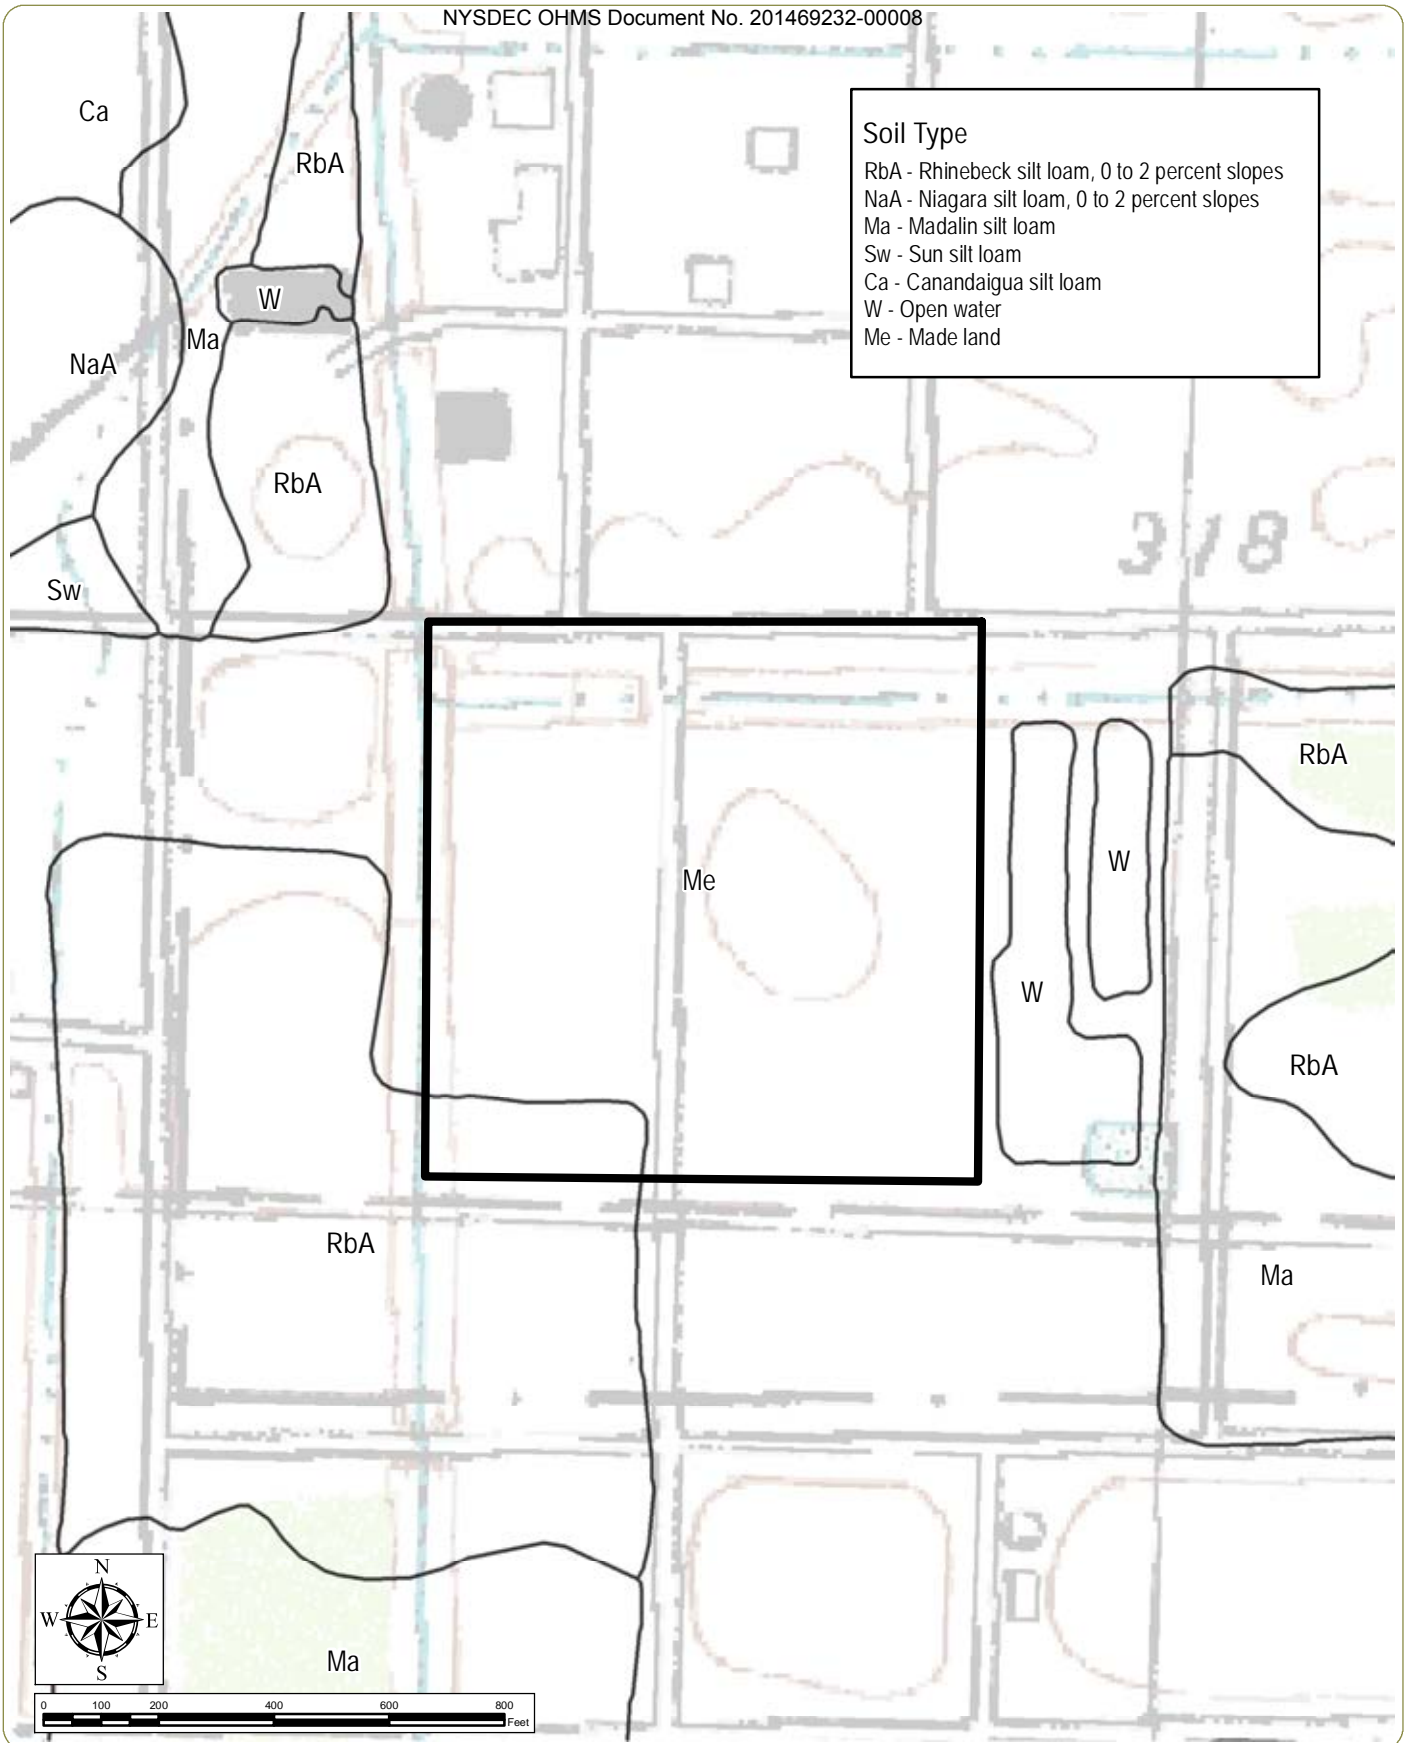 NYSDEC OHMS Document No. 201469232-00008
Ca
RbA
Soil Type
RbA - Rhinebeck silt loam, 0 to 2 percent slopes
NaA - Niagara silt loam, 0 to 2 percent slopes
Ma - Madalin silt loam
Sw - Sun silt loam
Ca - Canandaigua silt loam
W - Open water
Me - Made land
W
Ma
NaA
RbA
318
Sw
RbA
W
Me
W
RbA
RbA
Ma
N
W E
S
Ma
0 100 200 400 600 800
Feet